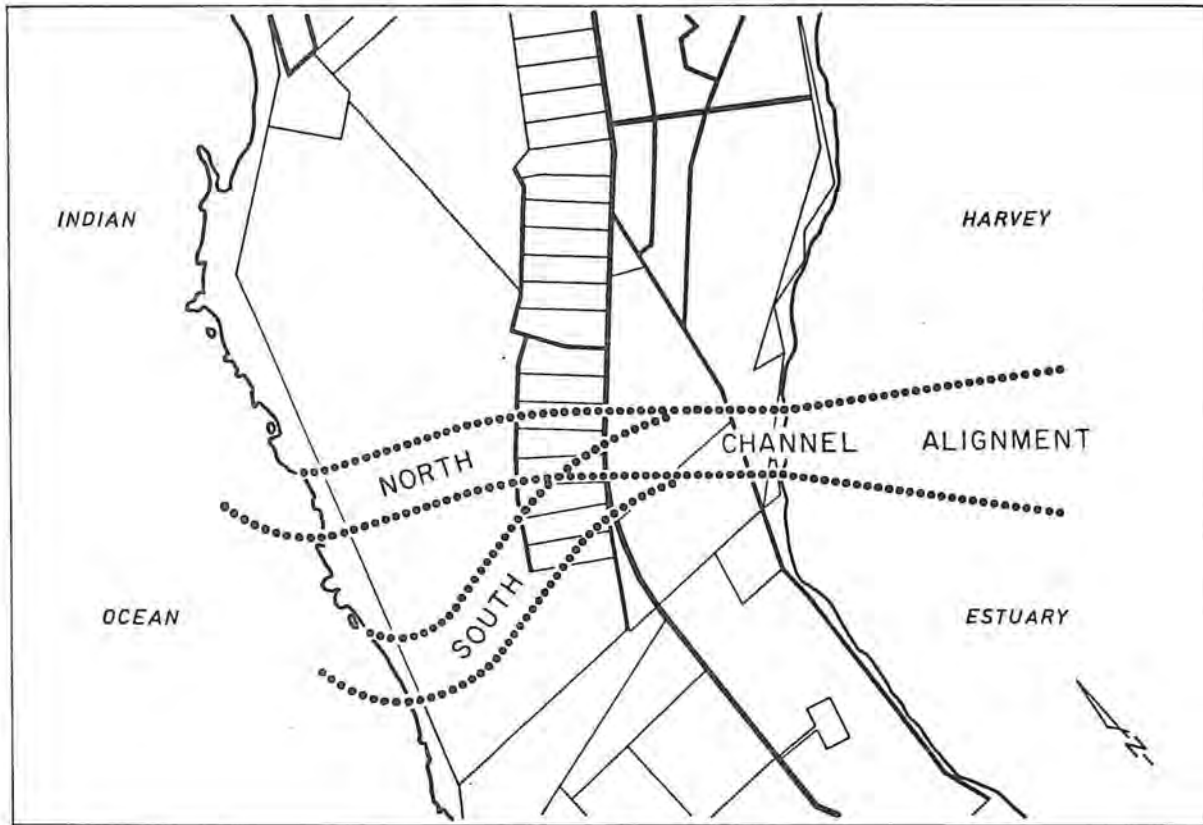 INDIAN
HARVEY
NORTH
CHANNEL ALIGNMENT
SOUTH
OCEAN
ESTUARY
N